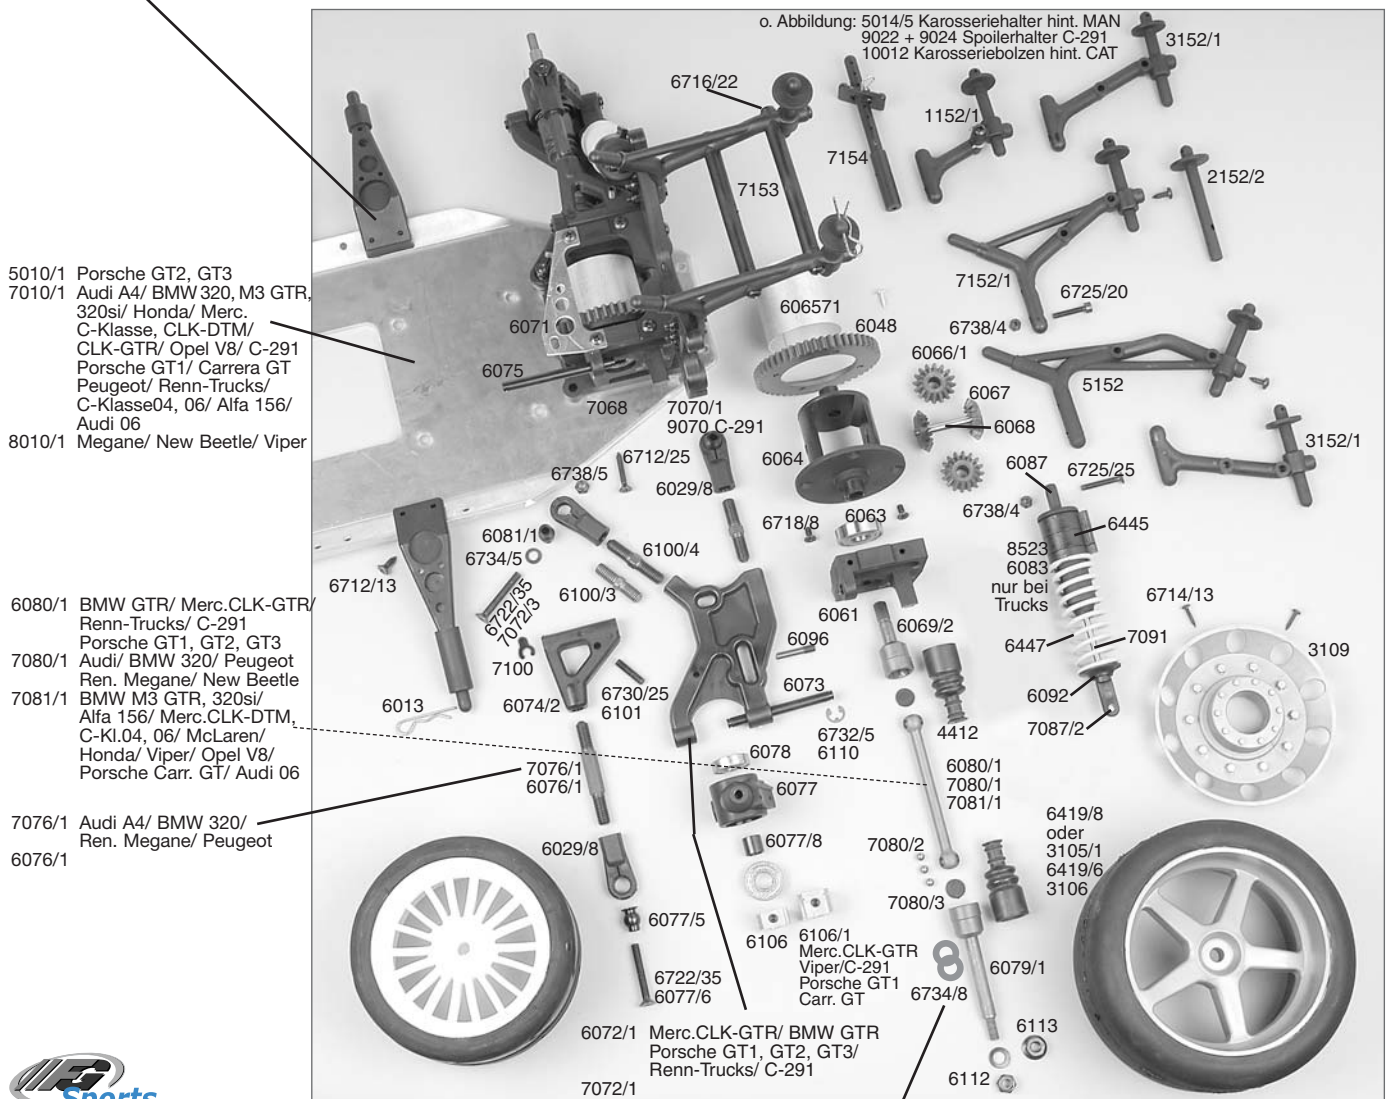 o. Abbildung: 5014/5 Karosseriehalter hint. MAN
9022 + 9024 Spoilerhalter C-291
10012 Karosseriebolzen hint. CAT
3152/1
6716/22
1152/1
7154
7153
2152/2
5010/1 Porsche GT2, GT3
7010/1 Audi A4/ BMW 320, M3 GTR,
320si/ Honda/ Merc.
C-Klasse, CLK-DTM/
CLK-GTR/ Opel V8/ C-291
Porsche GT1/ Carrera GT
Peugeot/ Renn-Trucks/
C-Klasse04, 06/ Alfa 156/
Audi 06
8010/1 Megane/ New Beetle/ Viper
7152/1
6725/20
606571
6071
6048
6738/4
6066/1
6075
6067
5152
7068
7070/1
9070 C-291
6068
3152/1
6712/25
6738/5
6064
6087
6725/25
6029/8
6718/8
6063
6738/4
6445
6081/1
6734/5
6100/4
8523
6083
nur bei
Trucks
6712/13
6722/35
7072/3
6100/3
6061
6714/13
6069/2
6080/1 BMW GTR/ Merc.CLK-GTR/
Renn-Trucks/ C-291
Porsche GT1, GT2, GT3
7080/1 Audi/ BMW 320/ Peugeot
Ren. Megane/ New Beetle
7081/1 BMW M3 GTR, 320si/
Alfa 156/ Merc.CLK-DTM,
C-Kl.04, 06/ McLaren/
Honda/ Viper/ Opel V8/
Porsche Carr. GT/ Audi 06
6096
6447
7091
3109
7100
6730/25
6101
6073
6092
6013
6074/2
6732/5
6110
4412
7087/2
6078
7076/1
6076/1
6077
6080/1
7080/1
7081/1
7076/1 Audi A4/ BMW 320/
Ren. Megane/ Peugeot
6076/1
6419/8
oder
3105/1
6419/6
3106
6029/8
6077/8
7080/2
7080/3
6077/5
6106
6106/1
Merc.CLK-GTR
Viper/C-291
Porsche GT1
Carr. GT
6079/1
6722/35
6077/6
6734/8
6072/1 Merc.CLK-GTR/ BMW GTR
Porsche GT1, GT2, GT3/
Renn-Trucks/ C-291
6113
6112
7072/1
FG
Sports